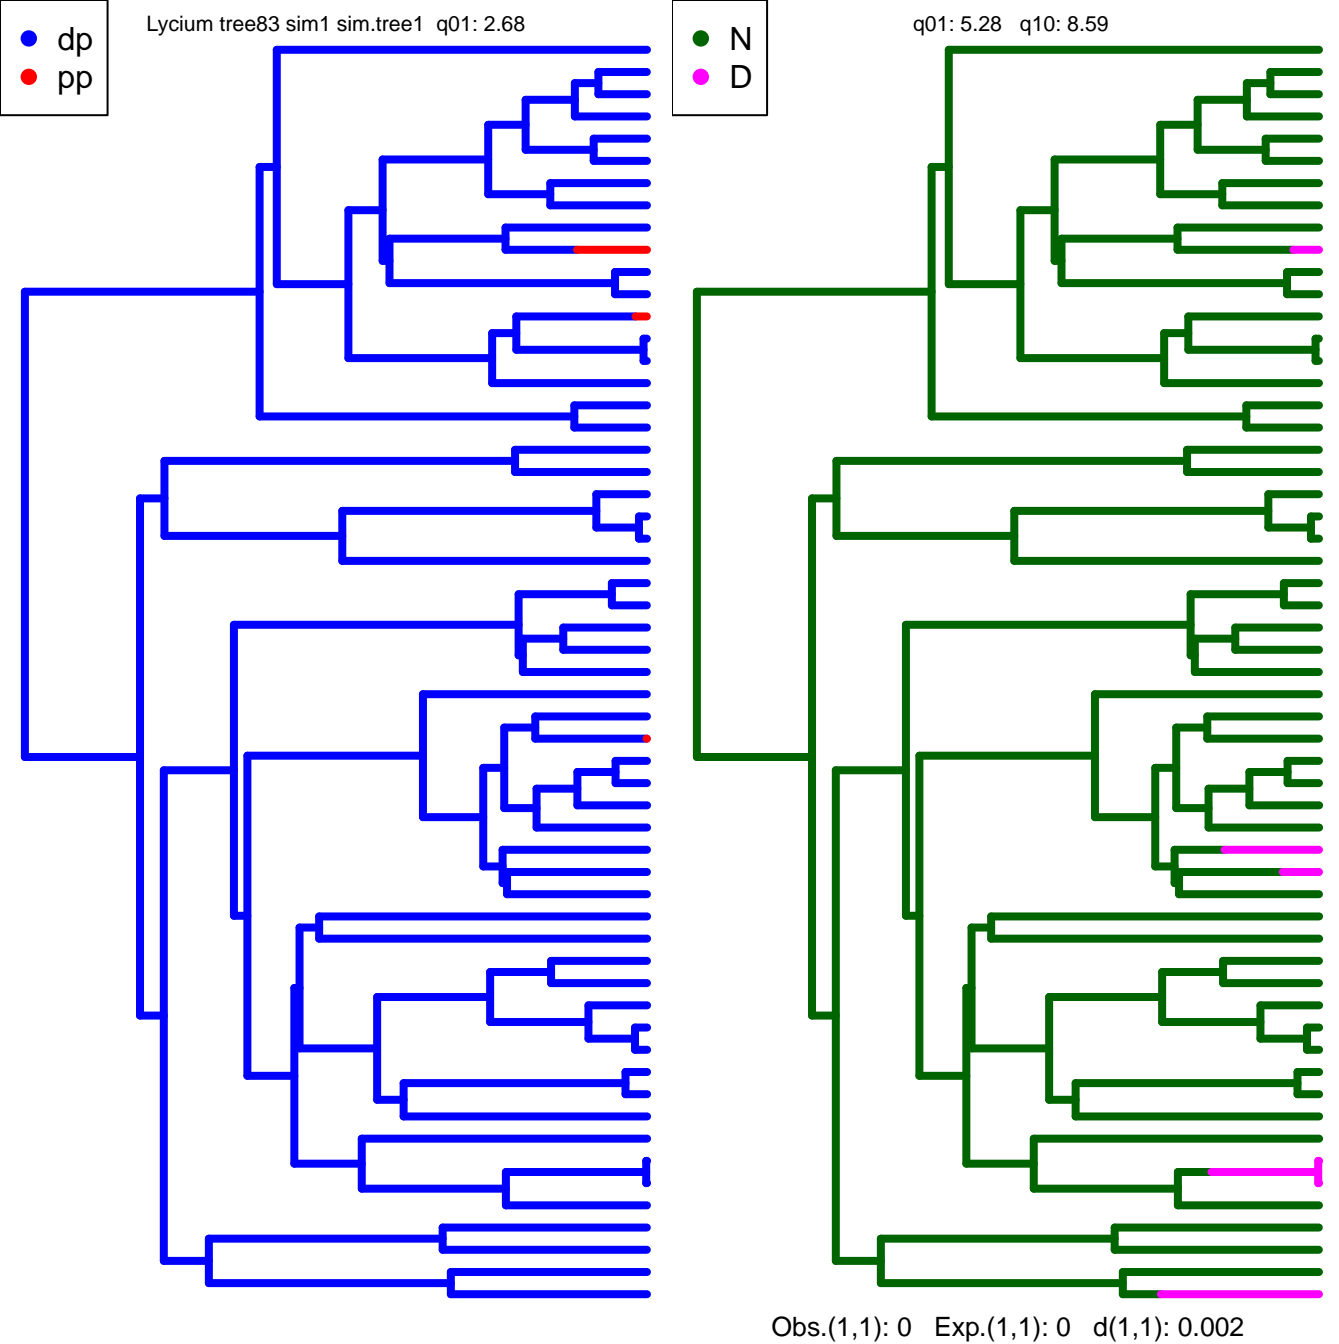 Lycium tree83 sim1 sim.tree1 q01: 2.68
dp
pp
q01: 5.28 q10: 8.59
N
D
Obs.(1,1): 0 Exp.(1,1): 0 d(1,1): 0.002